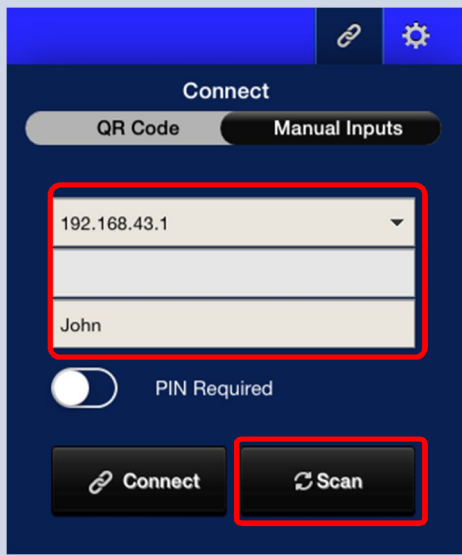 Connect
QR Code Manual Inputs
192.168.43.1
John
PIN Required
Connect Scan